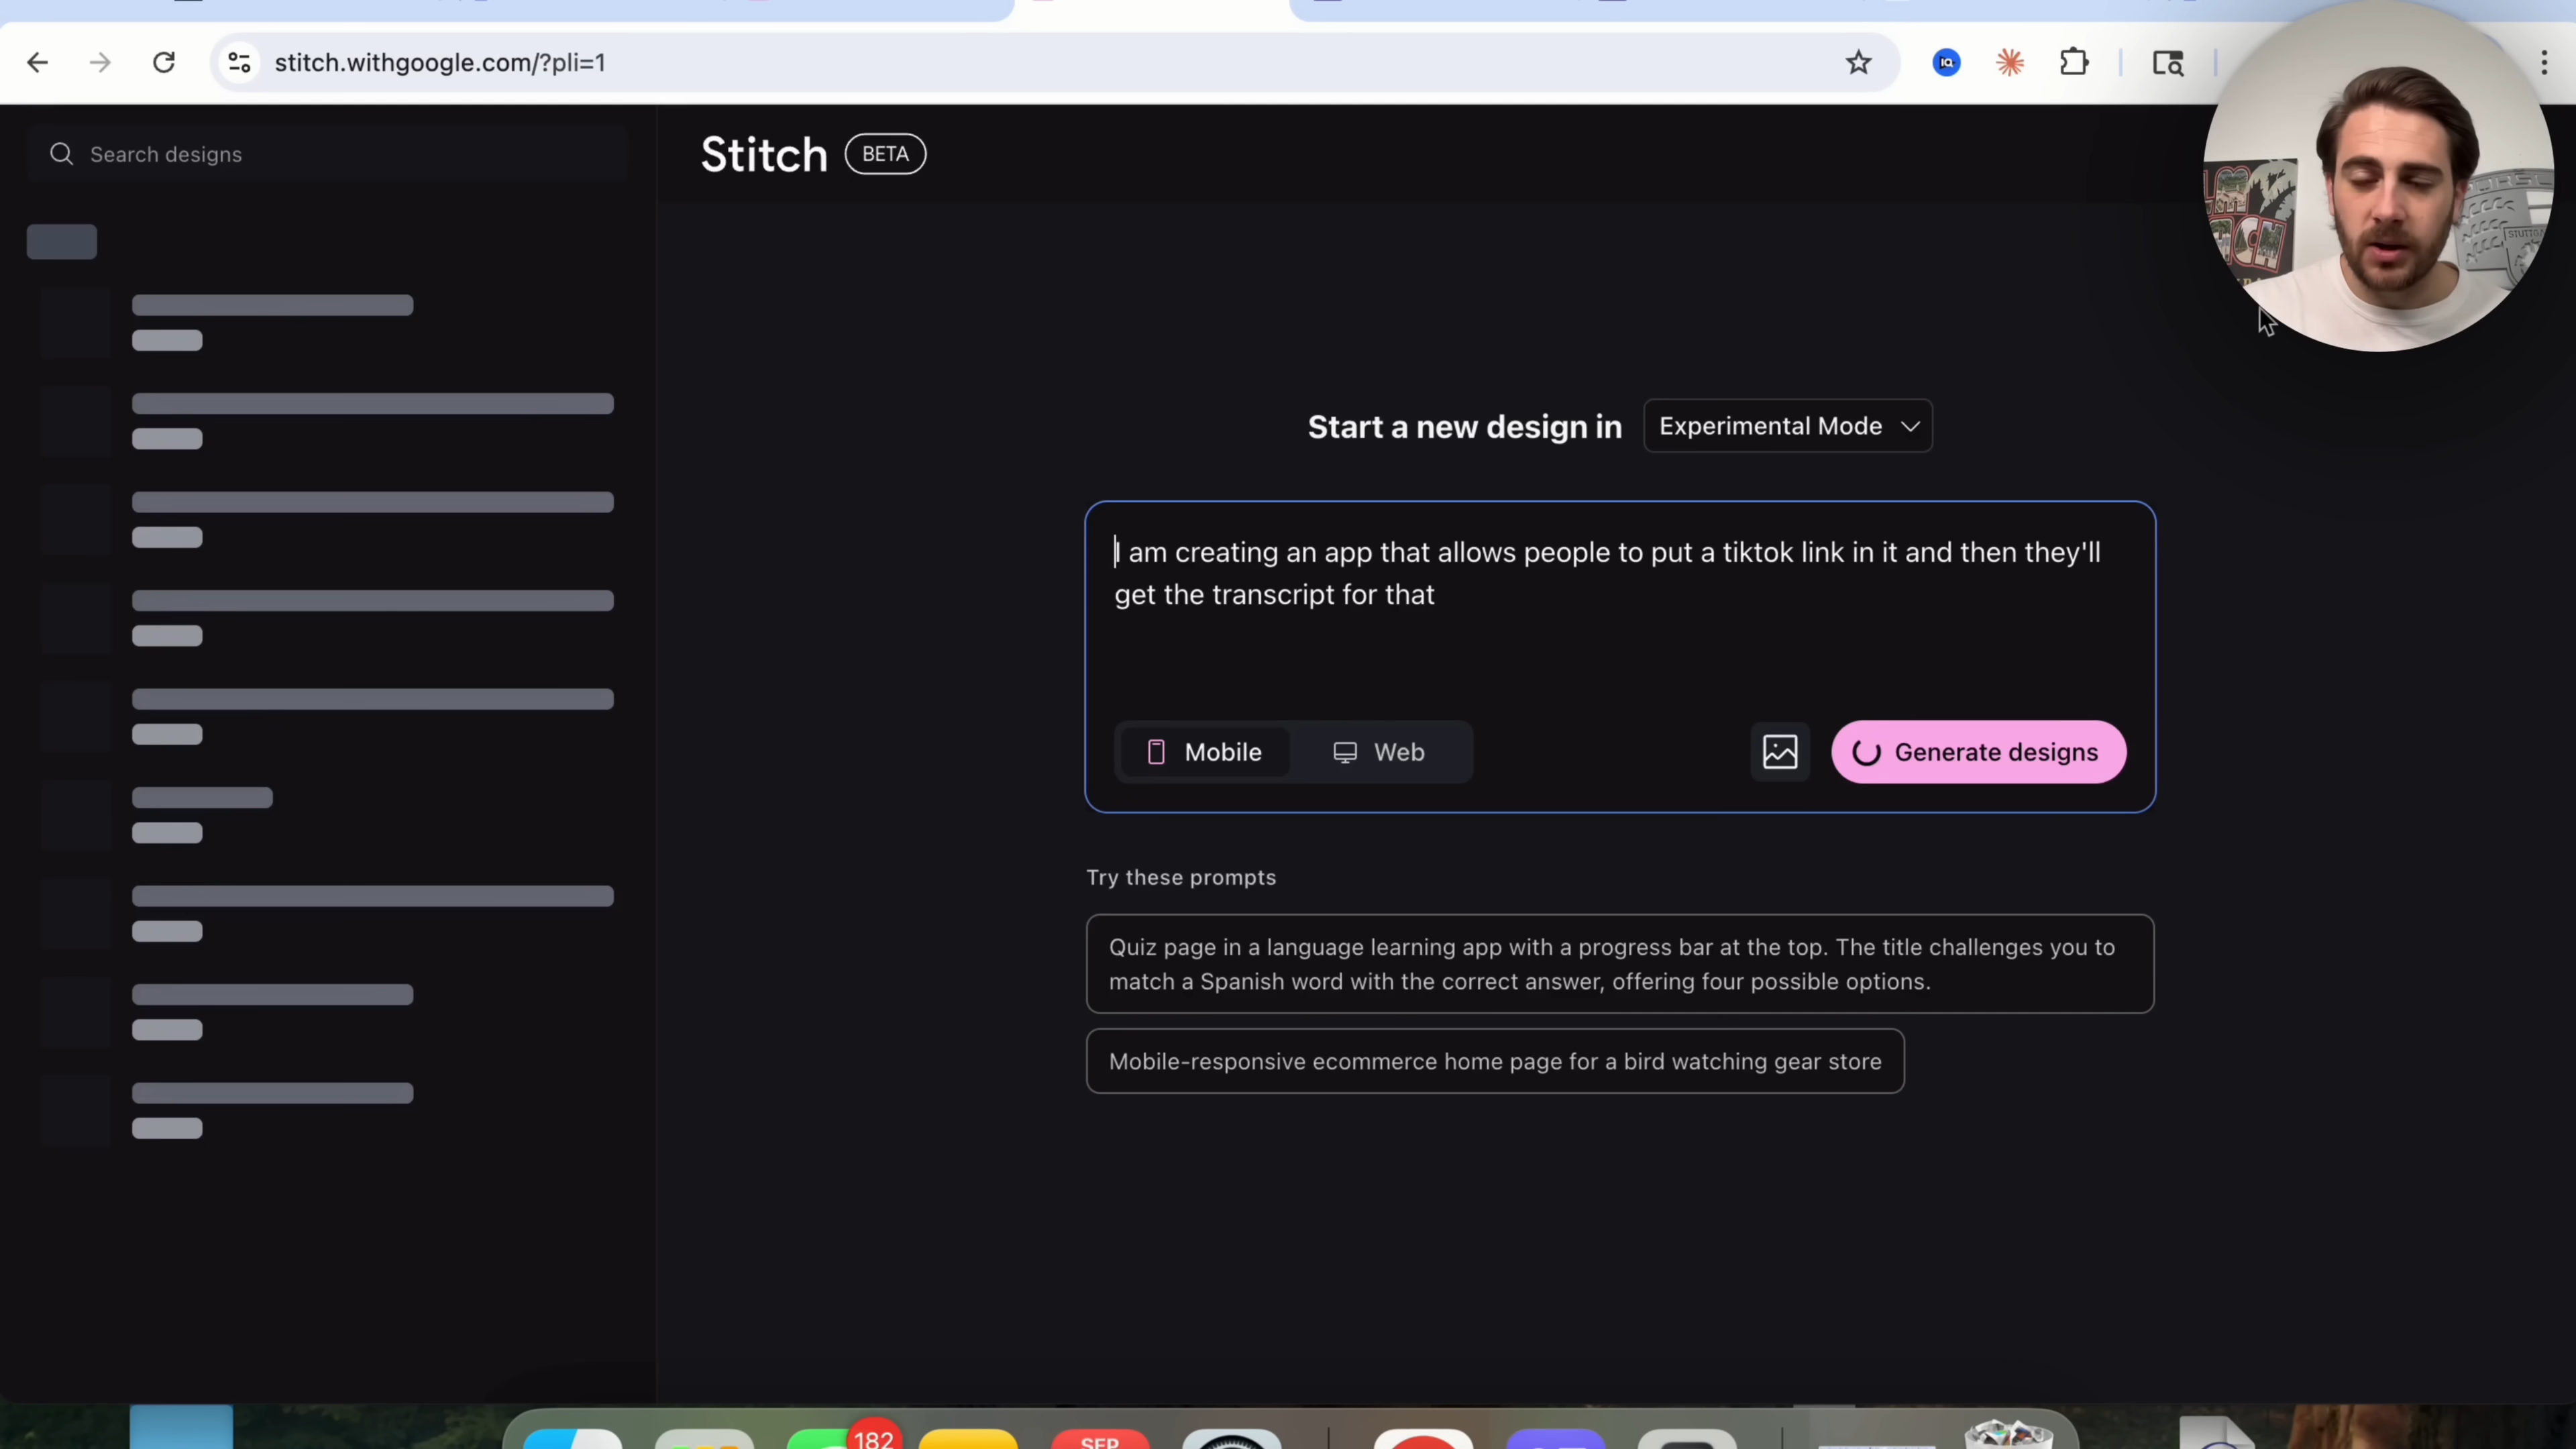 stitch.withgoogle.com/?pli=1
IQ
Search designs
Stitch BETA
Start a new design in Experimental Mode
I am creating an app that allows people to put a tiktok link in it and then they'll
get the transcript for that
Mobile Web Generate designs
Try these prompts
Quiz page in a language learning app with a progress bar at the top. The title challenges you to
match a Spanish word with the correct answer, offering four possible options.
Mobile-responsive ecommerce home page for a bird watching gear store
182
SEP